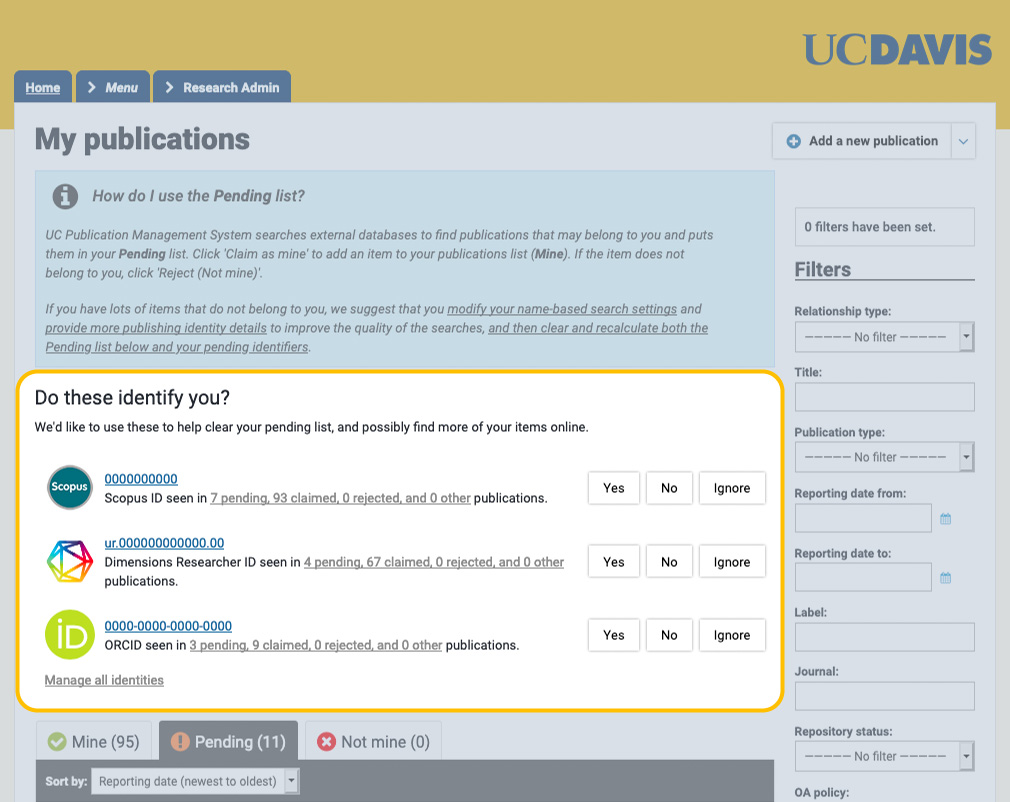 UCDAVIS
Home
Menu
Research Admin
My publications
Add a new publication
How do I use the Pending list?
UC Publication Management System searches external databases to find publications that may belong to you and puts
them in your Pending list. Click 'Claim as mine' to add an item to your publications list (Mine). If the item does not
belong to you, click 'Reject (Not mine)'.
If you have lots of items that do not belong to you, we suggest that you modify your name-based search settings and
provide more publishing identity details to improve the quality of the searches, and then clear and recalculate both the
Pending list below and your pending identifiers.
Do these identify you?
We'd like to use these to help clear your pending list, and possibly find more of your items online.
Scopus
0000000000
Scopus ID seen in 7 pending, 93 claimed, 0 rejected, and 0 other publications.
Yes
No
Ignore
ur.000000000000.00
Dimensions Researcher ID seen in 4 pending, 67 claimed, 0 rejected, and 0 other
publications.
Yes
No
Ignore
iD
0000-0000-0000-0000
ORCID seen in 3 pending, 9 claimed, 0 rejected, and 0 other publications.
Yes
No
Ignore
Manage all identities
Mine (95)
Pending (11)
Not mine (0)
Sort by:
Reporting date (newest to oldest)
0 filters have been set.
Filters
Relationship type:
----- No filter -----
Title:
Publication type:
----- No filter -----
Reporting date from:
Reporting date to:
Label:
Journal:
Repository status:
----- No filter -----
OA policy: